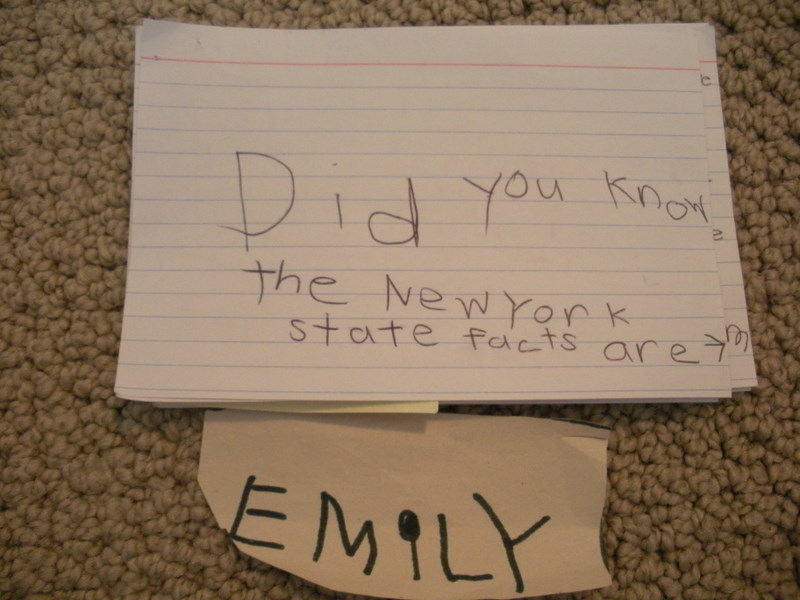 Did you know
the New York
state facts are →
EMiLY